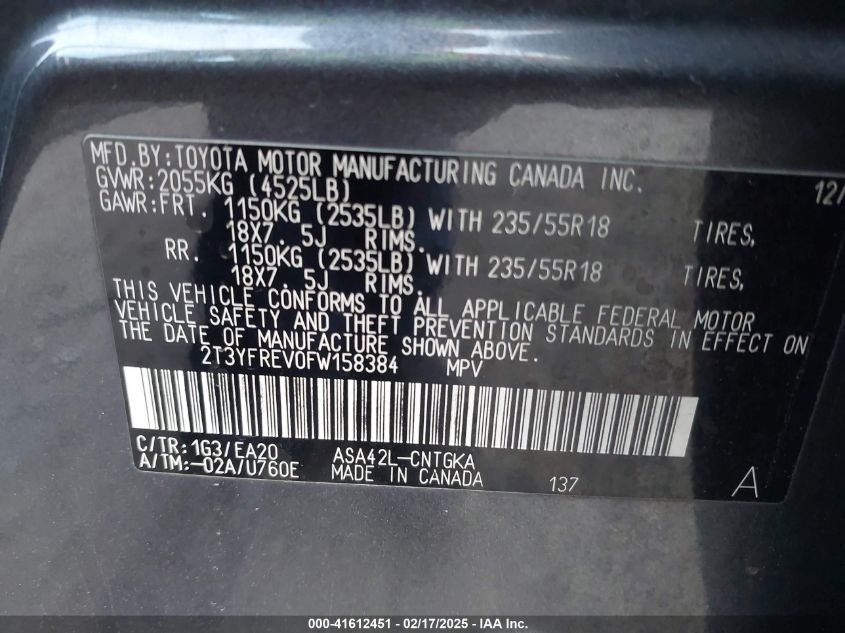 MFD.BY:TOYOTA MOTOR MANUFACTURING CANADA INC. 12/
GVWR:2055KG (4525LB)
GAWR:FRT. 1150KG (2535LB) WITH 235/55R18 TIRES,
18X7.5J RIMS.
RR. 1150KG (2535LB) WITH 235/55R18 TIRES,
18X7.5J RIMS.
THIS VEHICLE CONFORMS TO ALL APPLICABLE FEDERAL MOTOR
VEHICLE SAFETY AND THEFT PREVENTION STANDARDS IN EFFECT ON
THE DATE OF MANUFACTURE SHOWN ABOVE.
2T3YFREV0FW158384 MPV
C/TR:1G3/EA20 ASA42L-CNTGKA
A/TM:-02A/U760E MADE IN CANADA 137 A
000-41612451 - 02/17/2025 - IAA Inc.